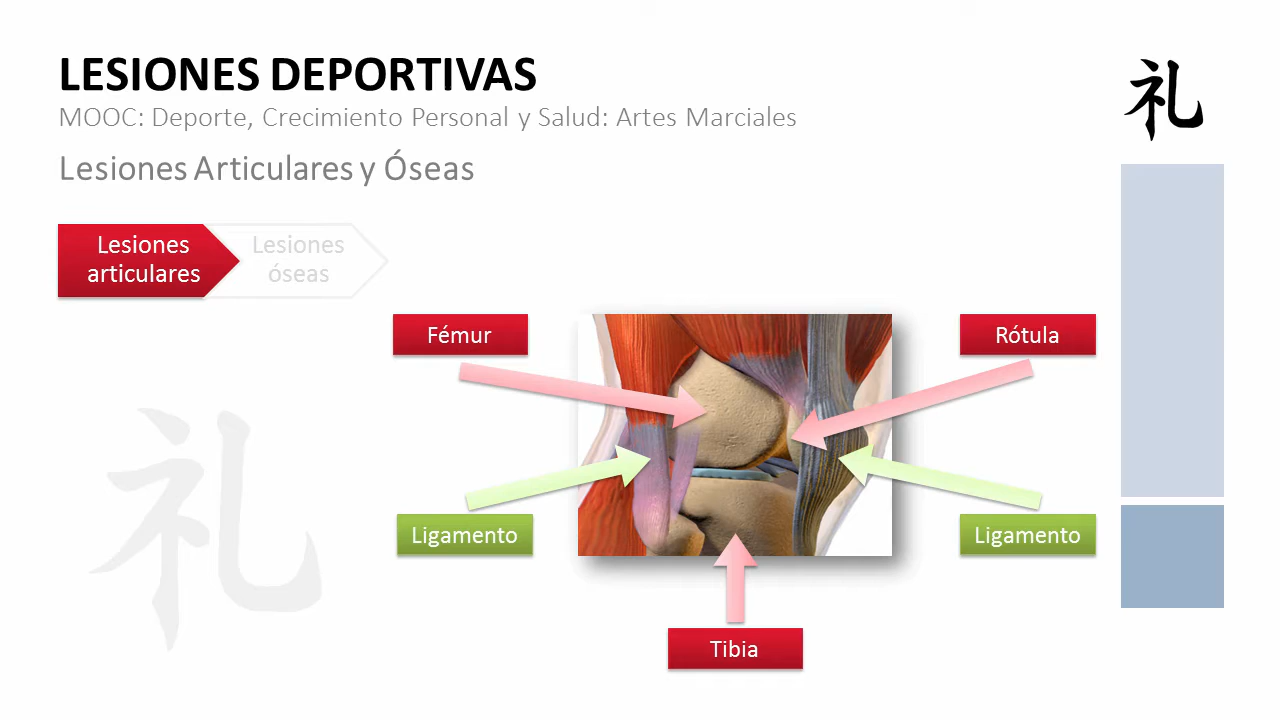 LESIONES DEPORTIVAS
礼
MOOC: Deporte, Crecimiento Personal y Salud: Artes Marciales
Lesiones Articulares y Óseas
Lesiones
articulares
Lesiones
óseas
Fémur
Rótula
礼
Ligamento
Ligamento
Tibia